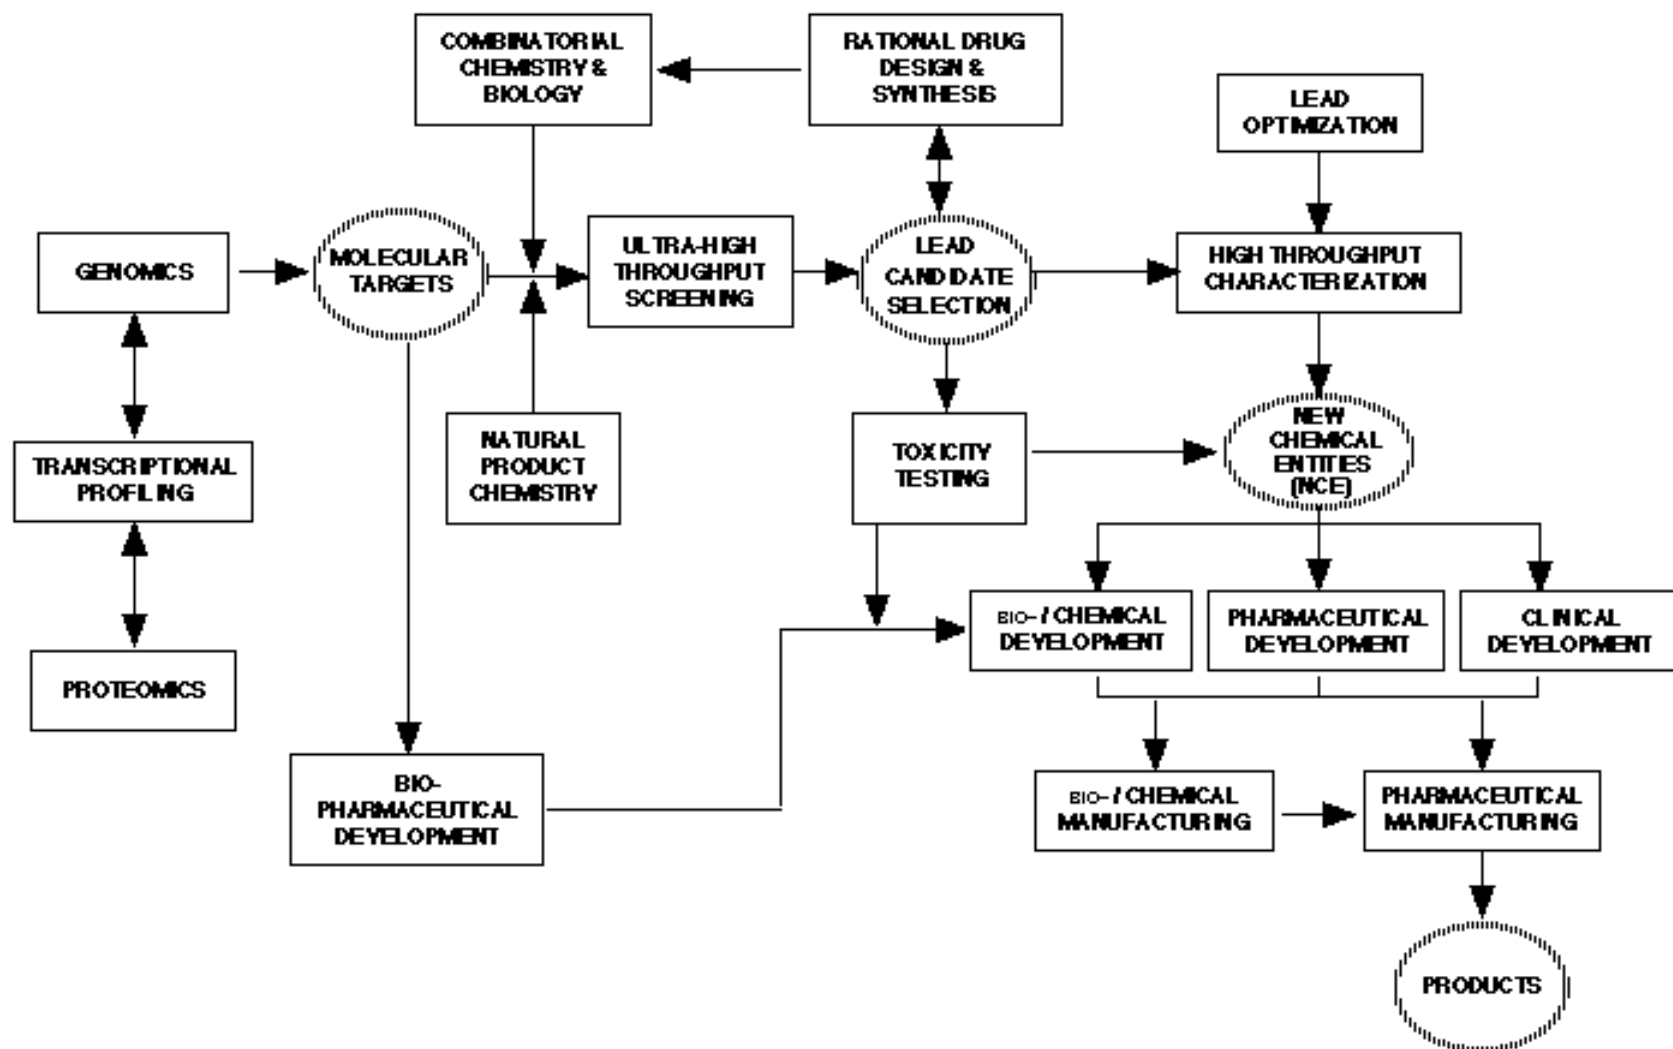 COMBINATORIAL
CHEMISTRY &
BIOLOGY
RATIONAL DRUG
DESIGN &
SYNTHESIS
LEAD
OPTIMIZATION
GENOMICS
MOLECULAR
TARGETS
ULTRA-HIGH
THROUGHPUT
SCREENING
LEAD
CANDIDATE
SELECTION
HIGH THROUGHPUT
CHARACTERIZATION
TRANSCRIPTIONAL
PROFILING
NATURAL
PRODUCT
CHEMISTRY
TOXICITY
TESTING
NEW
CHEMICAL
ENTITIES
(NCE)
PROTEOMICS
BIO- / CHEMICAL
DEVELOPMENT
PHARMACEUTICAL
DEVELOPMENT
CLINICAL
DEVELOPMENT
BIO-
PHARMACEUTICAL
DEVELOPMENT
BIO- / CHEMICAL
MANUFACTURING
PHARMACEUTICAL
MANUFACTURING
PRODUCTS